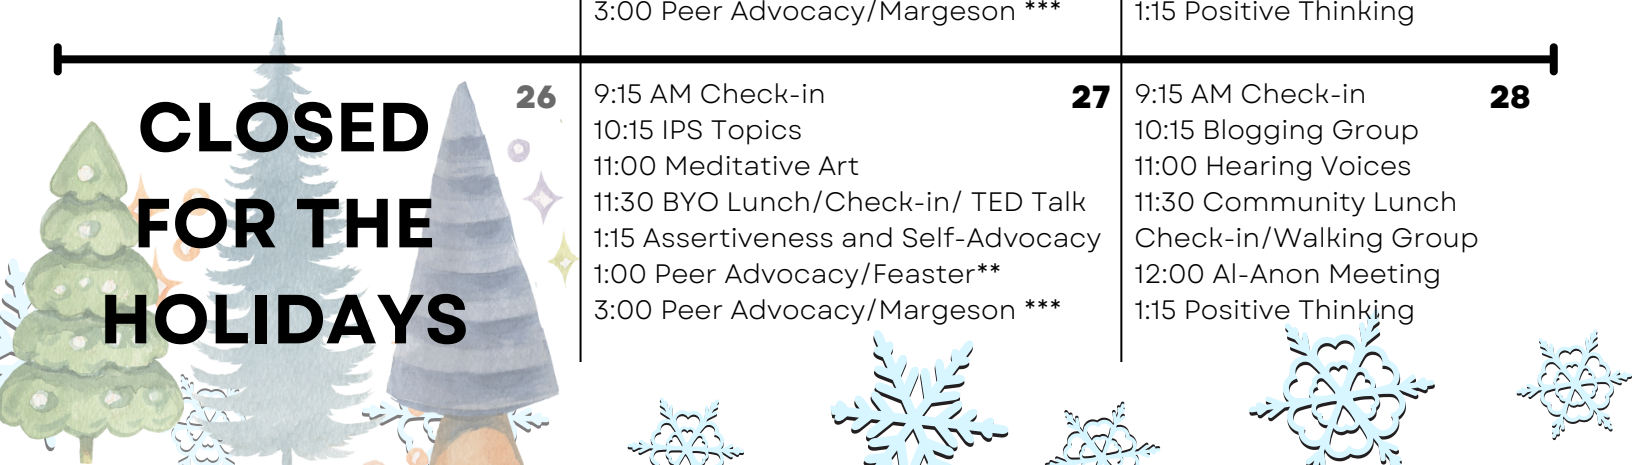 3:00 Peer Advocacy/Margeson ***
1:15 Positive Thinking
CLOSED
FOR THE
HOLIDAYS
26
9:15 AM Check-in
27
10:15 IPS Topics
11:00 Meditative Art
11:30 BYO Lunch/Check-in/ TED Talk
1:15 Assertiveness and Self-Advocacy
1:00 Peer Advocacy/Feaster**
3:00 Peer Advocacy/Margeson ***
9:15 AM Check-in
28
10:15 Blogging Group
11:00 Hearing Voices
11:30 Community Lunch
Check-in/Walking Group
12:00 Al-Anon Meeting
1:15 Positive Thinking